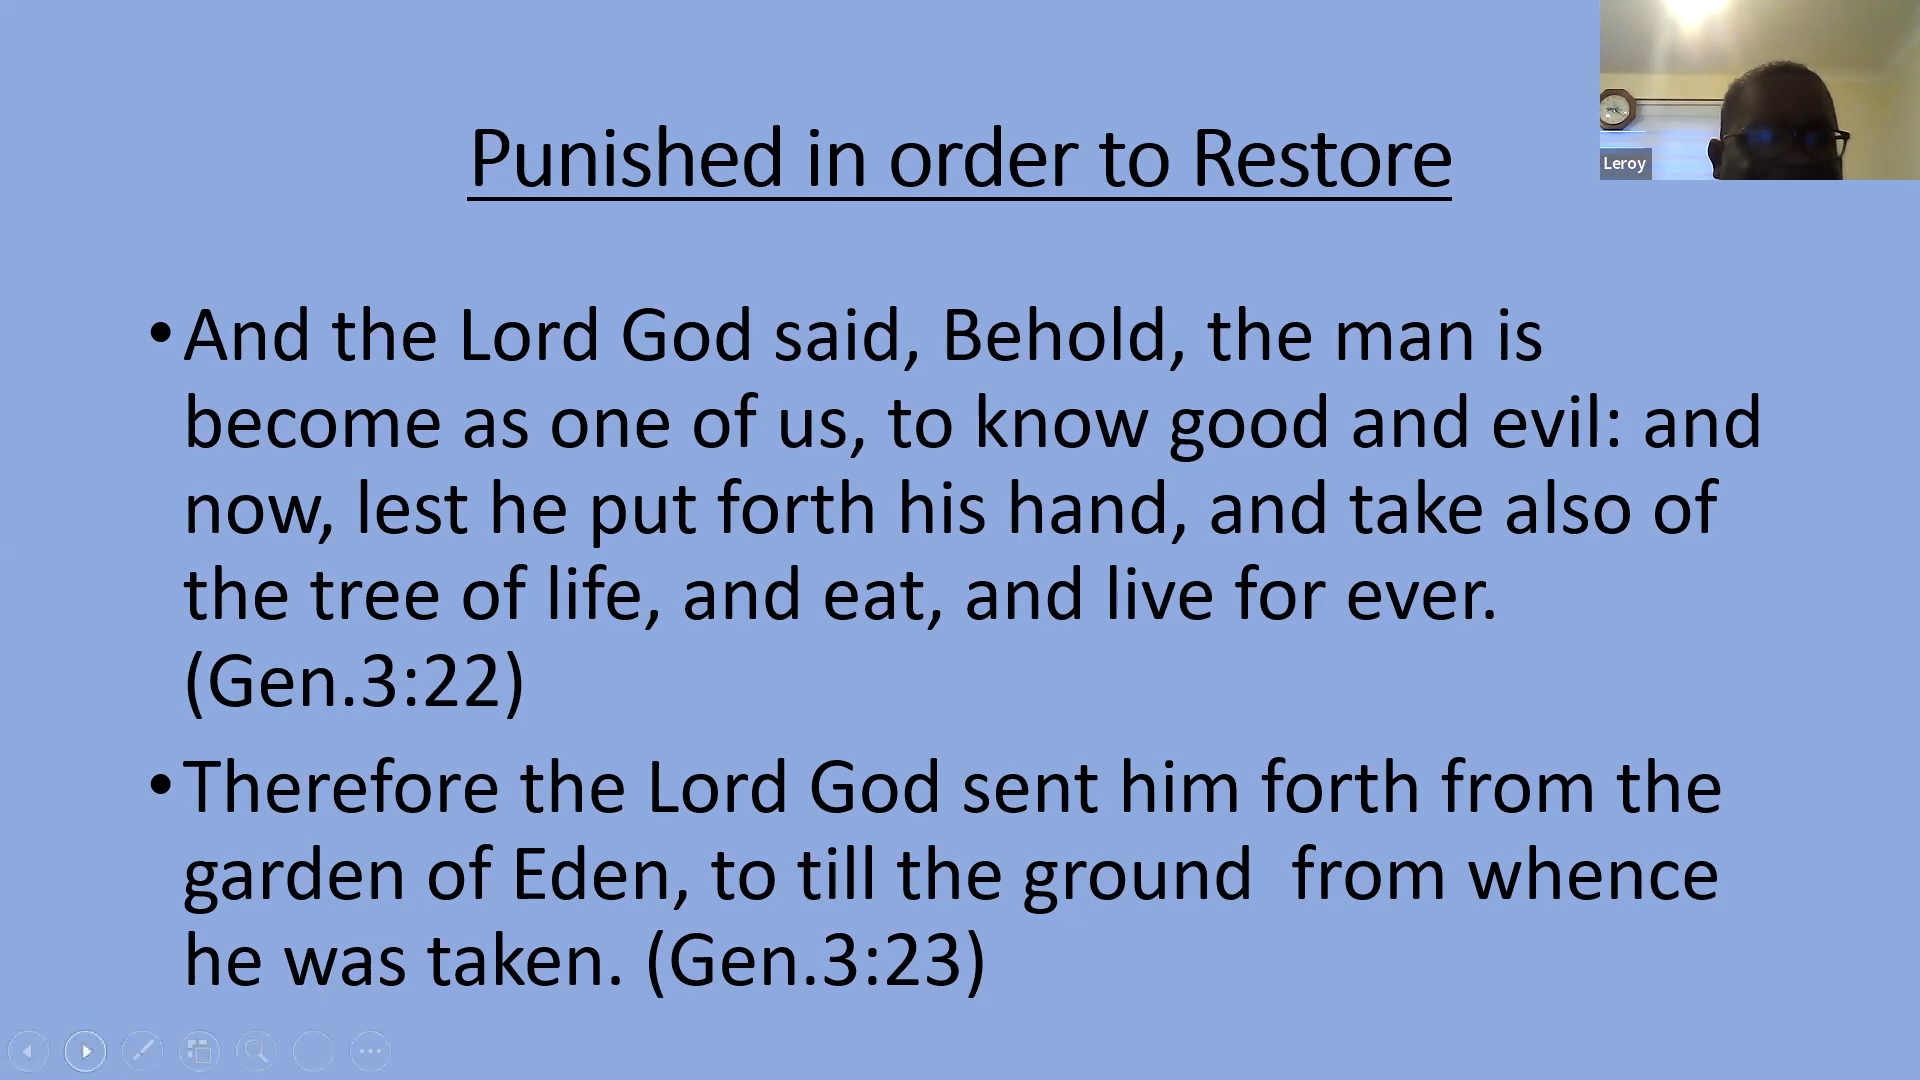 Punished in order to Restore
Leroy
•And the Lord God said, Behold, the man is
become as one of us, to know good and evil: and
now, lest he put forth his hand, and take also of
the tree of life, and eat, and live for ever.
(Gen.3:22)
•Therefore the Lord God sent him forth from the
garden of Eden, to till the ground  from whence
he was taken. (Gen.3:23)